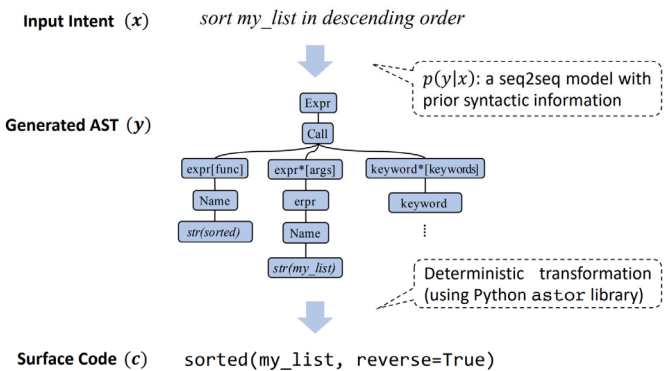 Input Intent (x)
sort my_list in descending order
p(y|x): a seq2seq model with
prior syntactic information
Generated AST (y)
Expr
Call
expr[func]
expr*[args]
keyword*[keywords]
Name
erpr
keyword
str(sorted)
Name
str(my_list)
Deterministic transformation
(using Python astor library)
Surface Code (c)
sorted(my_list, reverse=True)